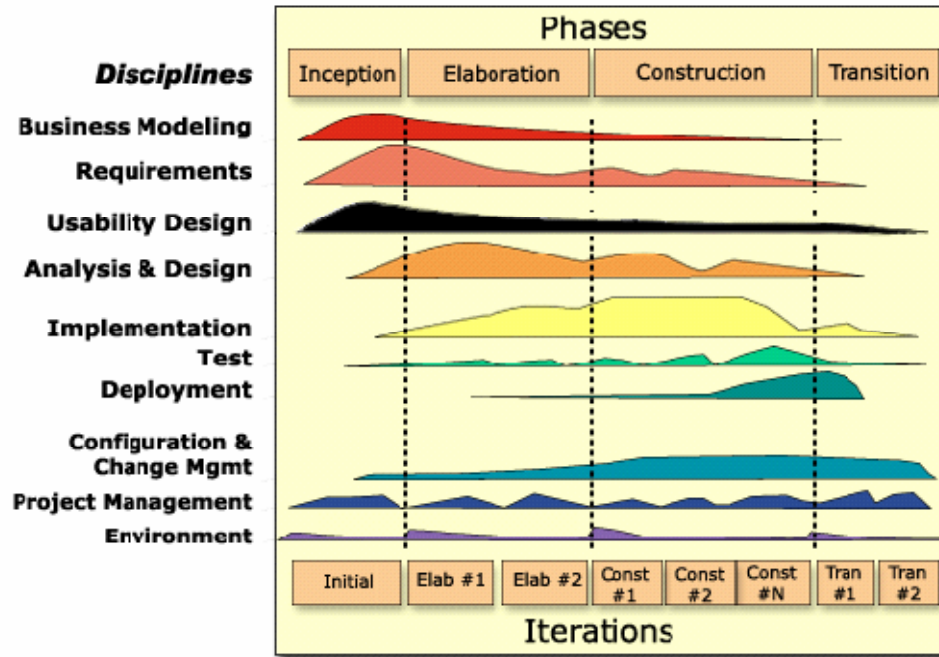 Phases
Disciplines
Inception
Elaboration
Construction
Transition
Business Modeling
Requirements
Usability Design
Analysis & Design
Implementation
Test
Deployment
Configuration &
Change Mgmt
Project Management
Environment
Initial
Elab #1
Elab #2
Const
#1
Const
#2
Const
#N
Tran
#1
Tran
#2
Iterations